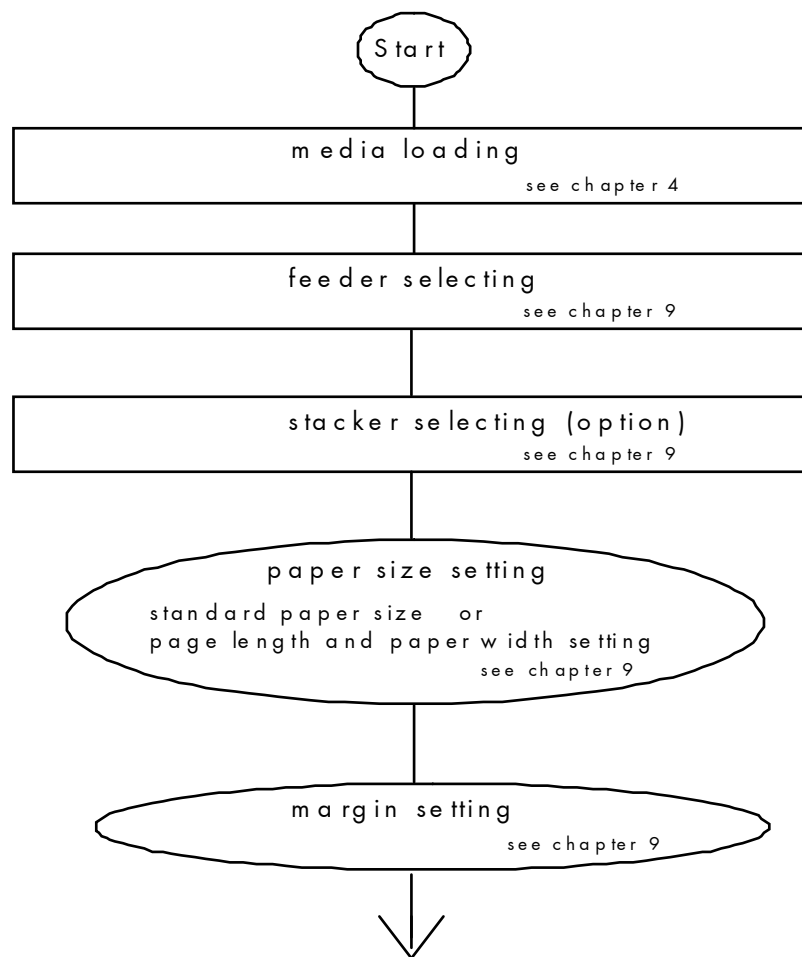 Start
media loading
see chapter 4
feeder selecting
see chapter 9
stacker selecting (option)
see chapter 9
paper size setting
standard paper size or
page length and paper width setting
see chapter 9
margin setting
see chapter 9